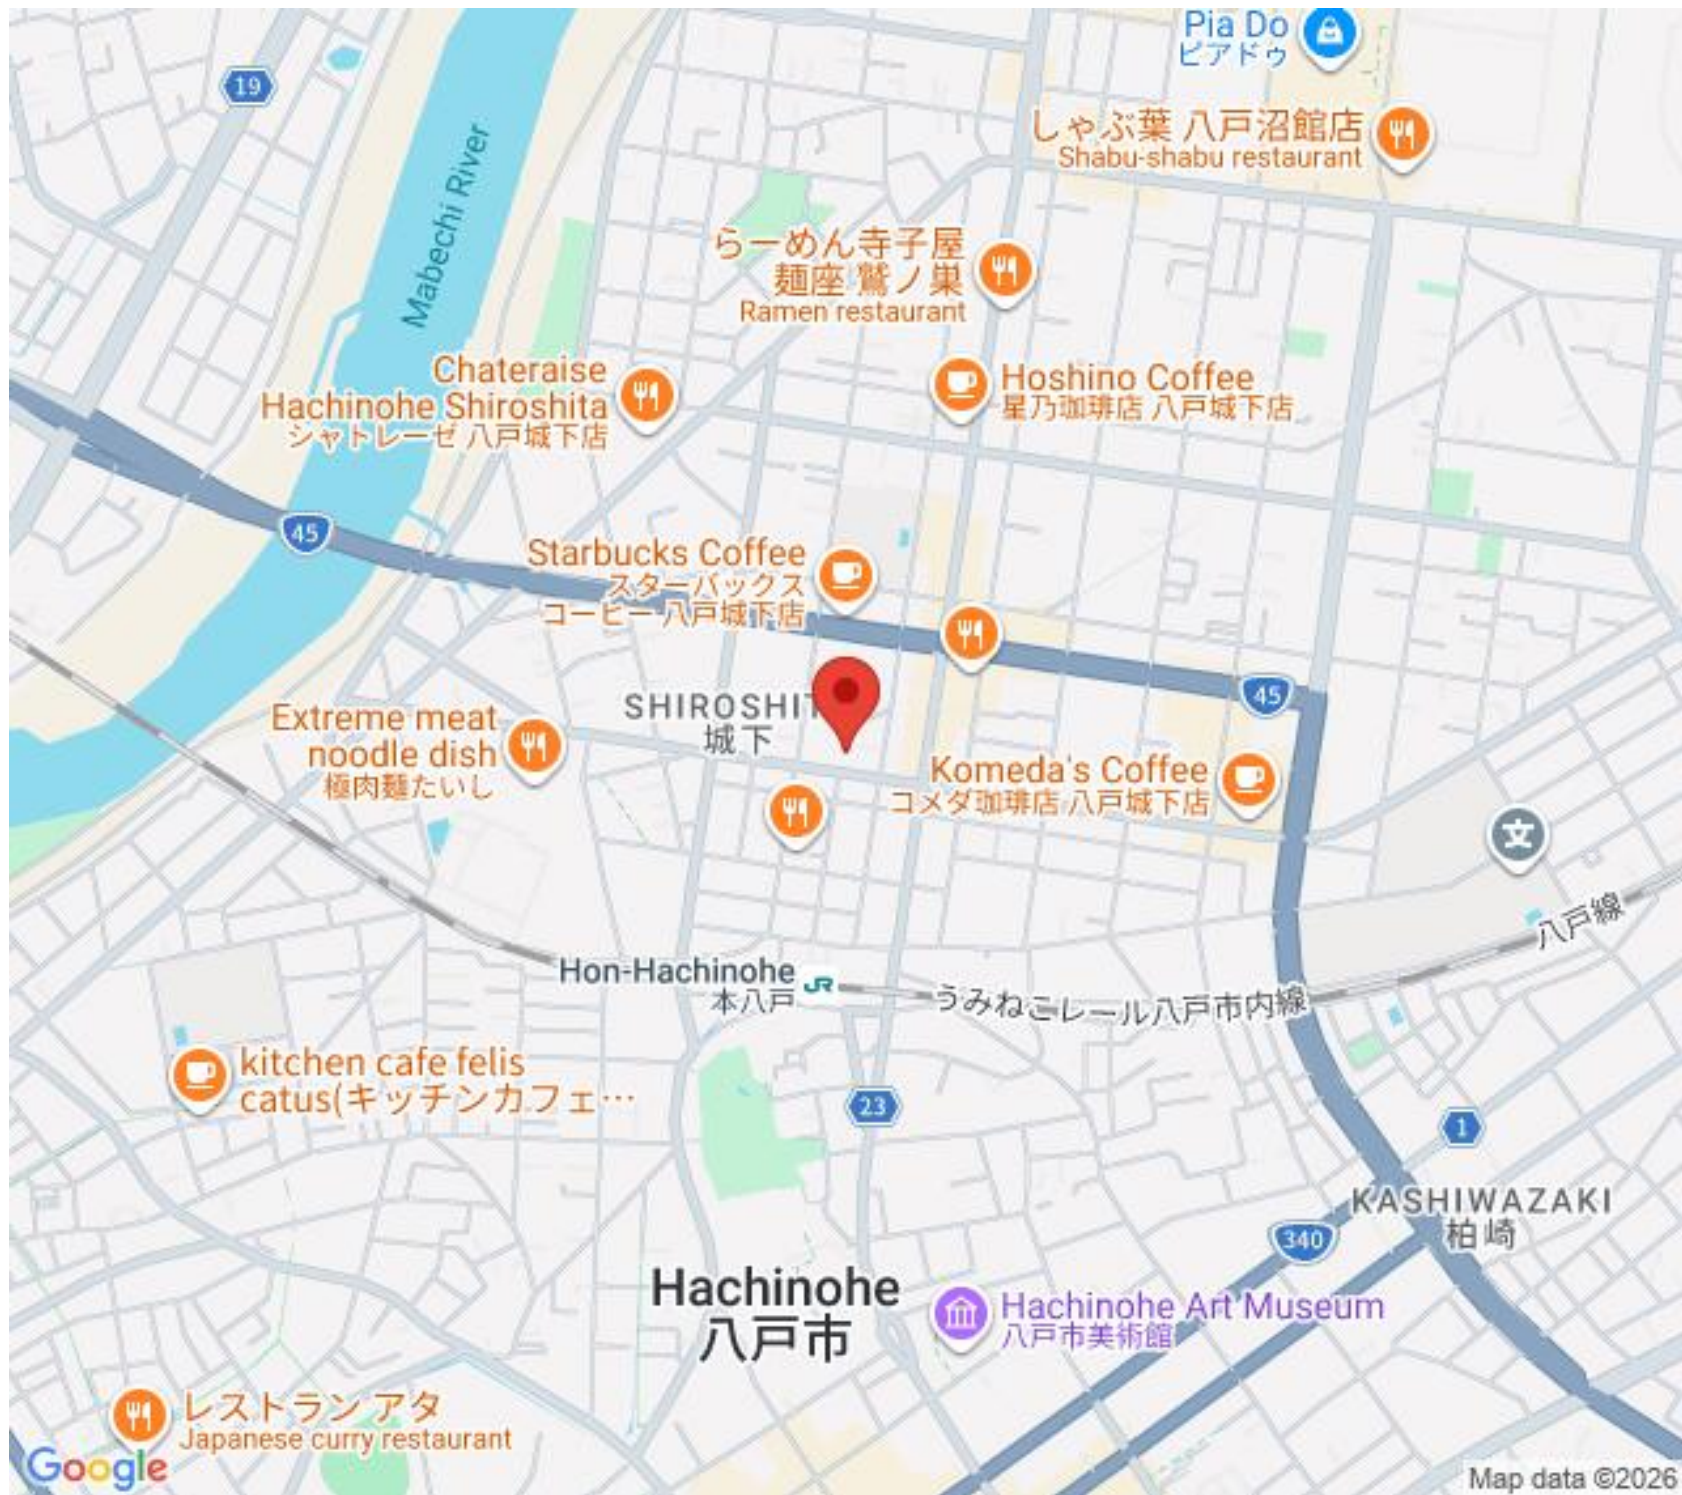 Pia Do
ピアドゥ
19
しゃぶ葉 八戸沼館店
Shabu-shabu restaurant
Mabechi River
らーめん寺子屋
麺座 鷲ノ巣
Ramen restaurant
Chateraise
Hachinohe Shiroshita
シャトレーゼ 八戸城下店
Hoshino Coffee
星乃珈琲店 八戸城下店
45
Starbucks Coffee
スターバックス
コーヒー 八戸城下店
45
SHIROSHIT
城下
Extreme meat
noodle dish
極肉麺たいし
Komeda's Coffee
コメダ珈琲店 八戸城下店
文
八戸線
Hon-Hachinohe
本八戸
JR
うみねこレール八戸市内線
kitchen cafe felis
catus(キッチンカフェ…
23
1
KASHIWAZAKI
柏崎
340
Hachinohe
八戸市
Hachinohe Art Museum
八戸市美術館
レストラン アタ
Japanese curry restaurant
Google
Map data ©2026